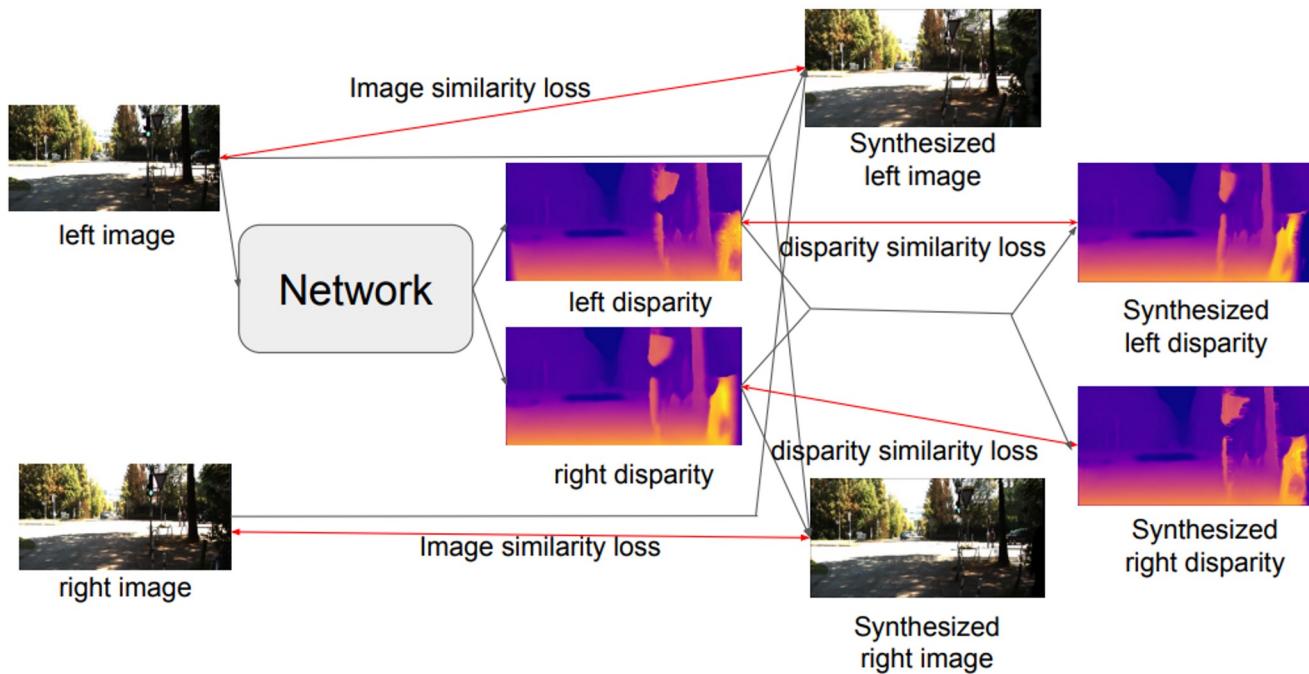 Image similarity loss
Synthesized
left image
left image
Network
left disparity
disparity similarity loss
Synthesized
left disparity
right disparity
disparity similarity loss
right image
Image similarity loss
Synthesized
right disparity
Synthesized
right image